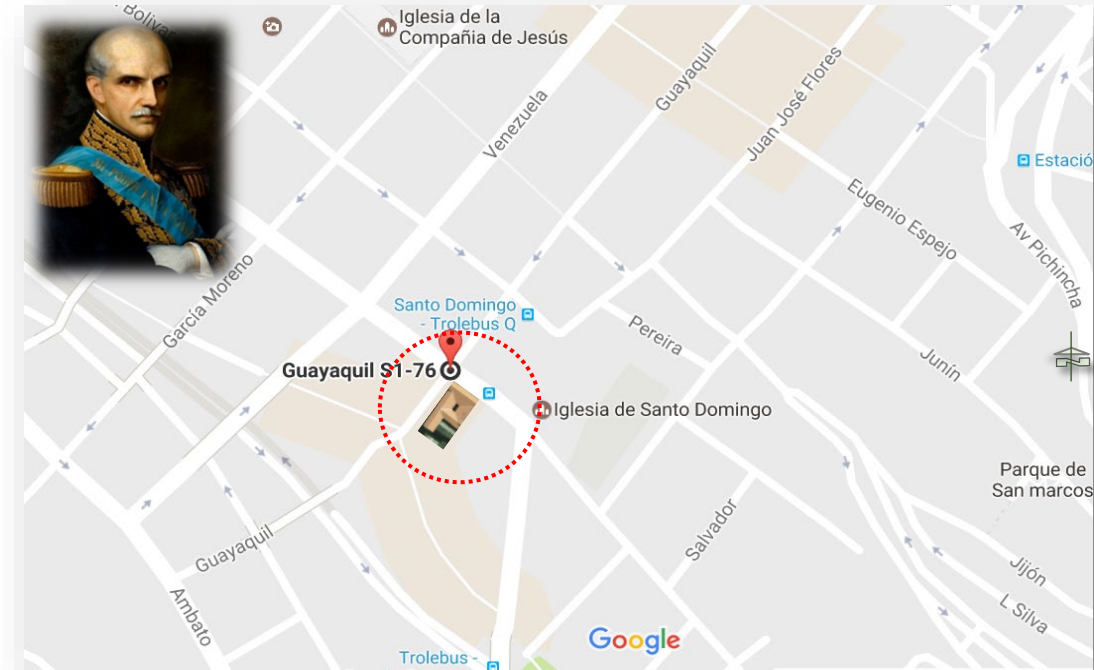 Bolívar
Iglesia de la
Compañia de Jesús
Venezuela
Guayaquil
Juan José Flores
Estació
Eugenio Espejo
Av Pichincha
García Moreno
Santo Domingo
- Trolebus Q
Pereira
Guayaquil S1-76
Junín
Iglesia de Santo Domingo
Parque de
San marcos
Salvador
Guayaquil
Jijón
L Silva
Ambato
Google
Trolebus -